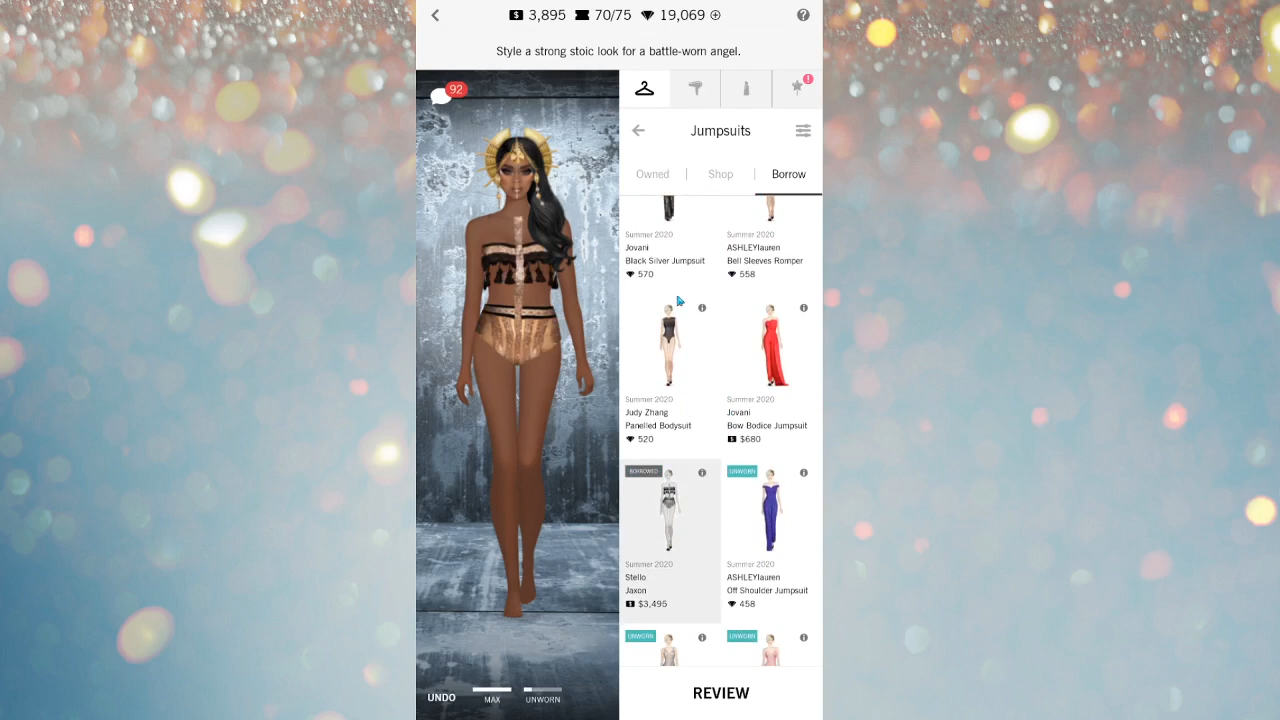 3,895 70/75 19,069
Style a strong stoic look for a battle-worn angel.
92
Jumpsuits
Owned Shop Borrow
Summer 2020 Summer 2020
Jovani ASHLEYlauren
Black Silver Jumpsuit Bell Sleeves Romper
570 558
Summer 2020 Summer 2020
Judy Zhang Jovani
Panelled Bodysuit Bow Bodice Jumpsuit
520 $680
BORROWED UNWORN
Summer 2020 Summer 2020
Stello ASHLEYlauren
Jaxon Off Shoulder Jumpsuit
$3,495 458
UNWORN UNWORN
UNDO MAX UNWORN
REVIEW